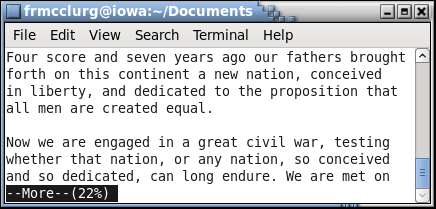 frmcclurg@iowa:~/Documents
File Edit View Search Terminal Help
Four score and seven years ago our fathers brought
forth on this continent a new nation, conceived
in liberty, and dedicated to the proposition that
all men are created equal.
Now we are engaged in a great civil war, testing
whether that nation, or any nation, so conceived
and so dedicated, can long endure. We are met on
--More--(22%)